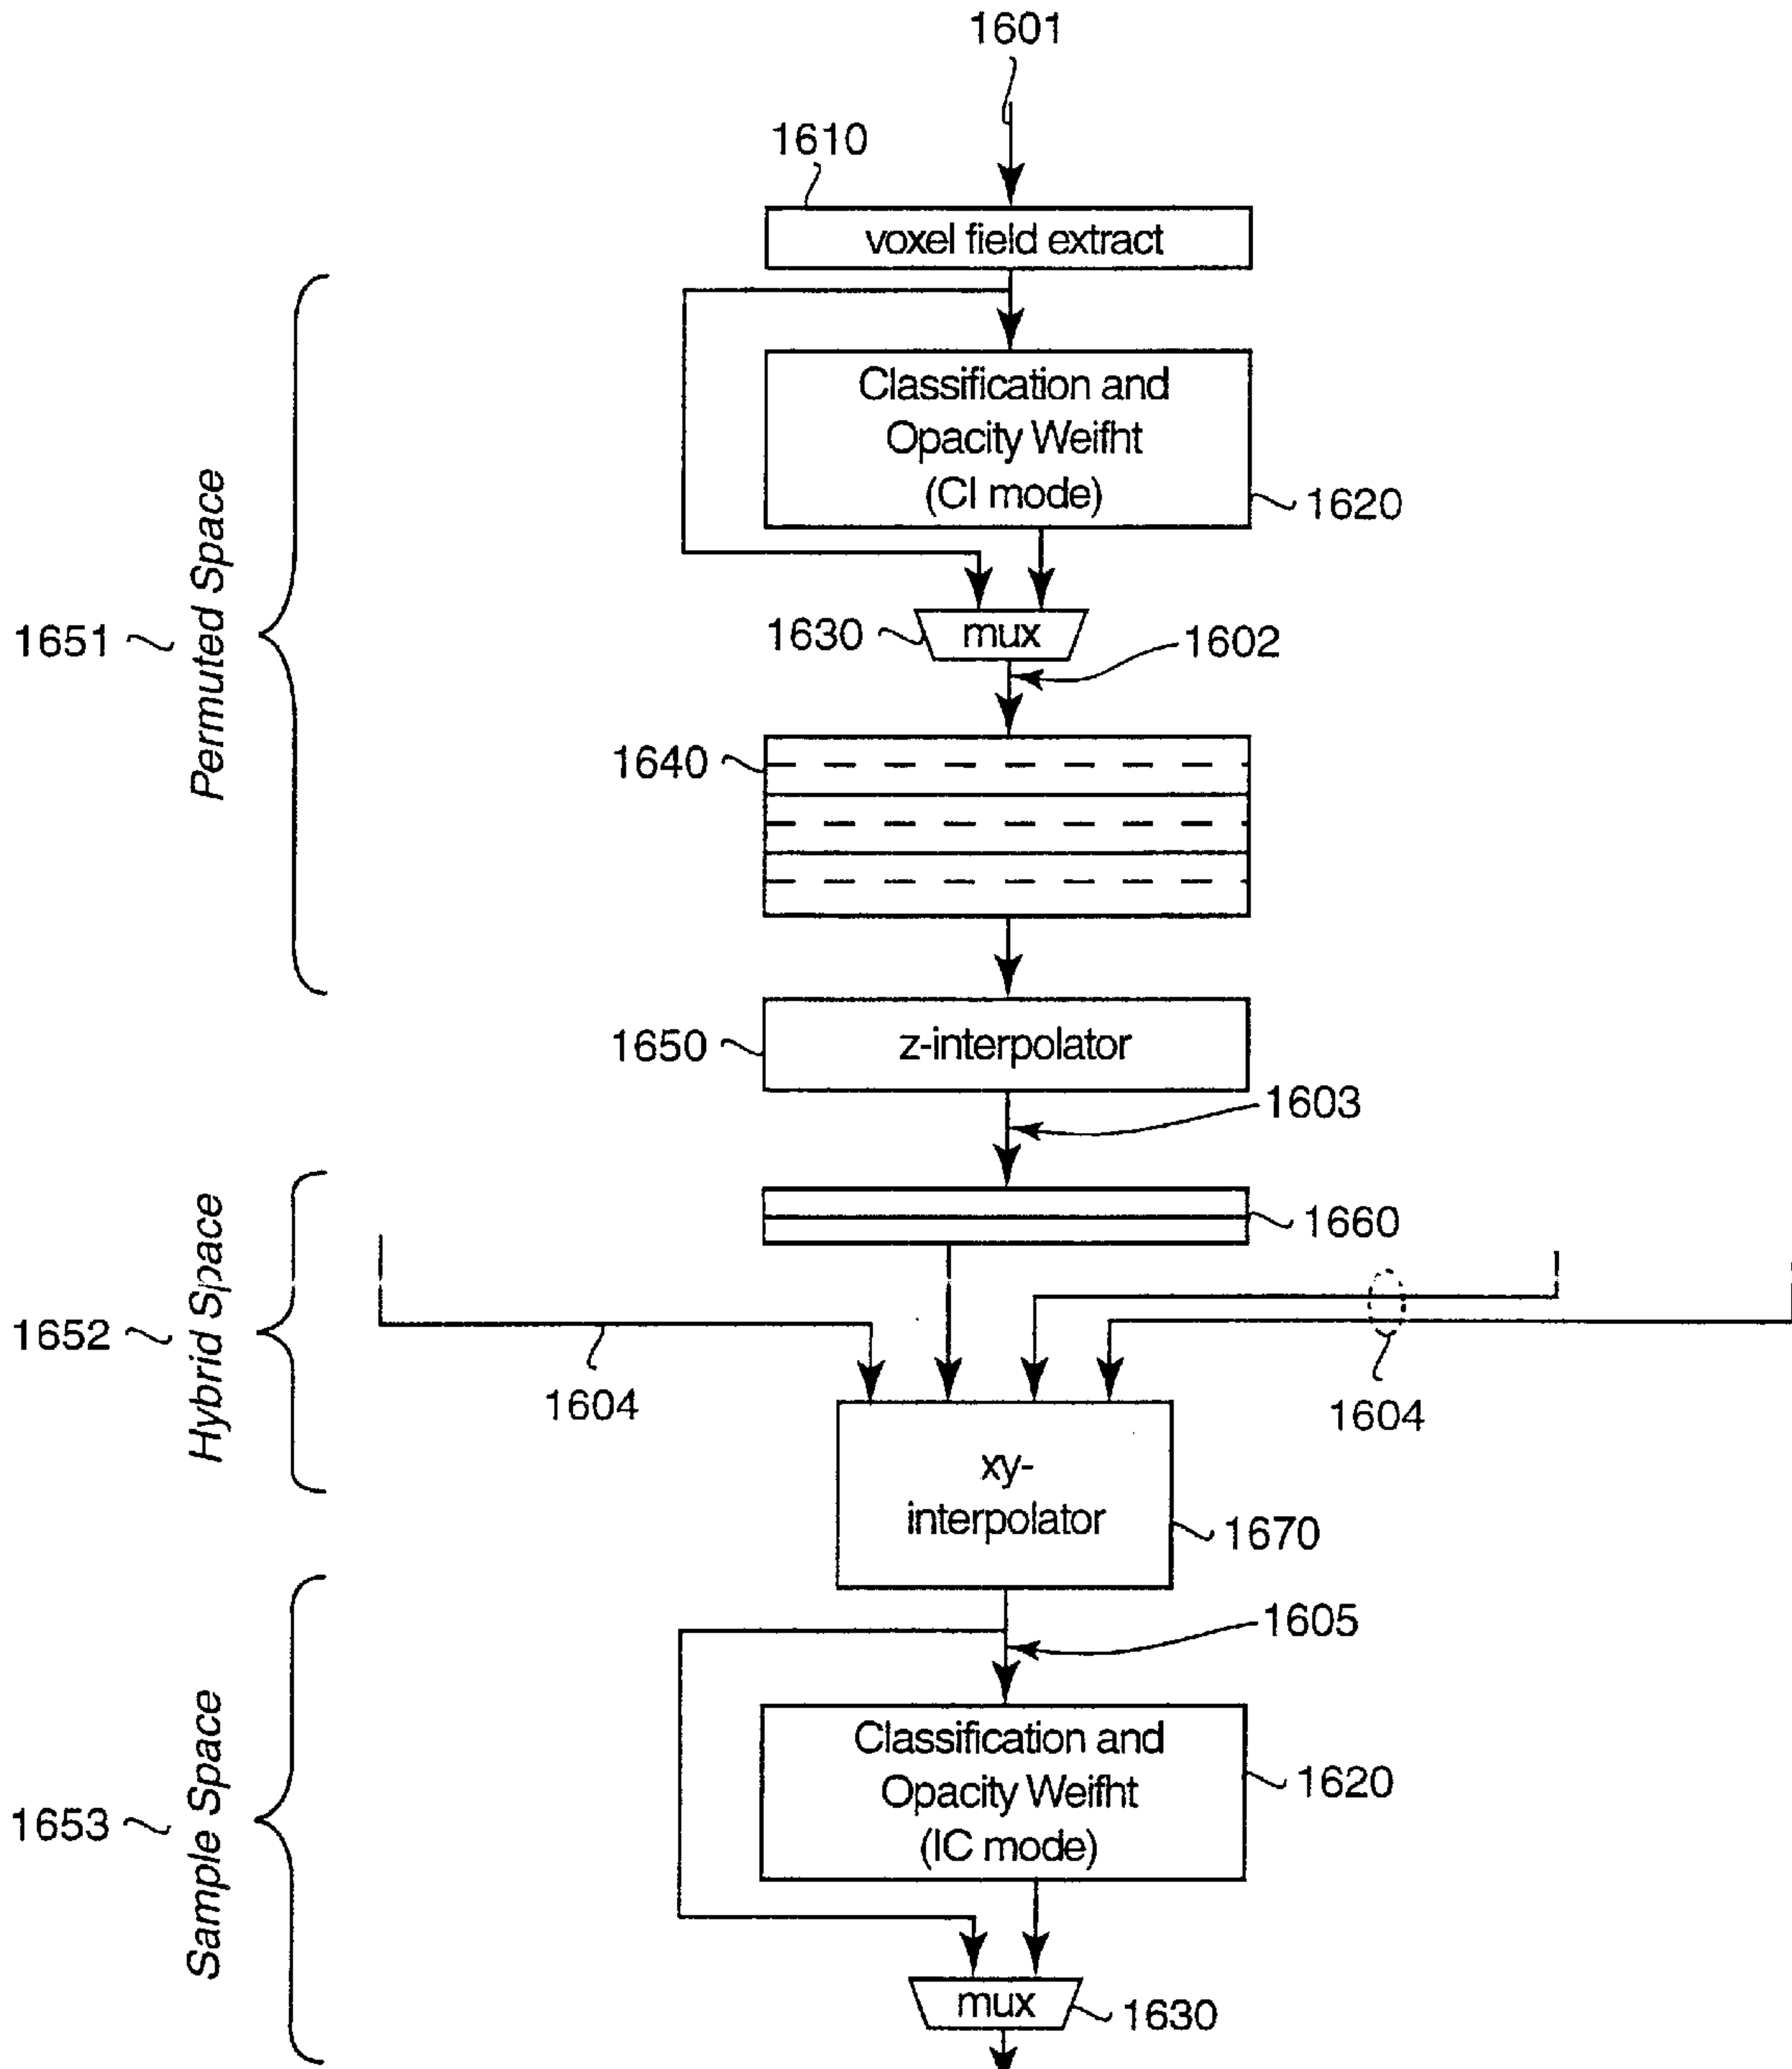 1601
1610
voxel field extract
Classification and
Opacity Weifht
(CI mode)
1620
1651
Permuted Space
1630
mux
1602
1640
1650
z-interpolator
1603
1660
1652
Hybrid Space
1604
1604
xy-
interpolator
1670
1605
Classification and
Opacity Weifht
(IC mode)
1620
1653
Sample Space
mux
1630